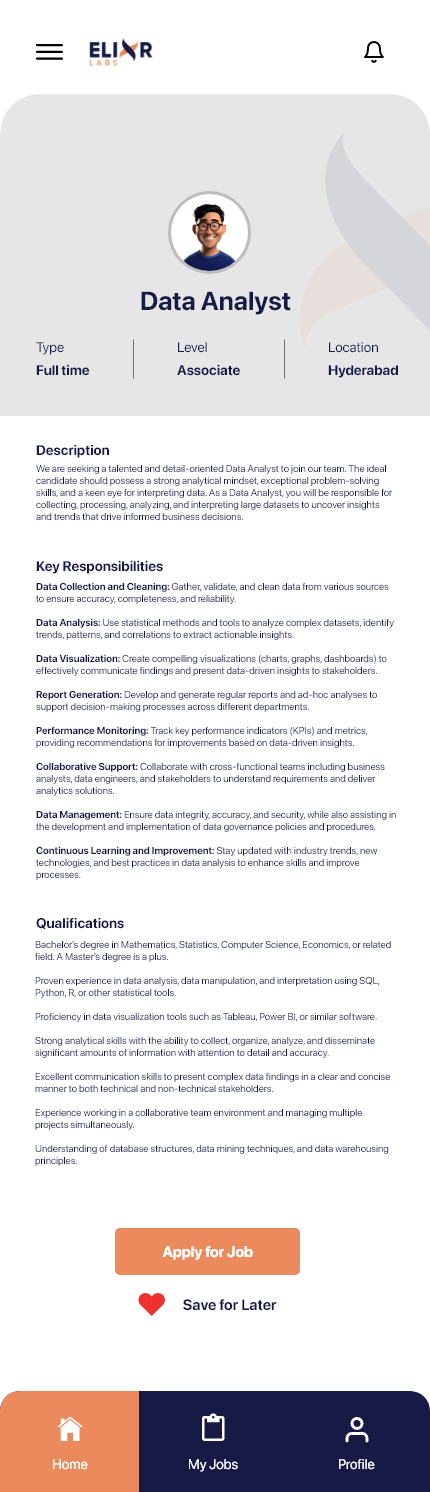 ELIXR
LABS
Data Analyst
Type
Level
Location
Full time
Associate
Hyderabad
Description
We are seeking a talented and detail-oriented Data Analyst to join our team. The ideal
candidate should possess a strong analytical mindset, exceptional problem-solving
skills, and a keen eye for interpreting data. As a Data Analyst, you will be responsible for
collecting, processing, analyzing, and interpreting large datasets to uncover insights
and trends that drive informed business decisions.
Key Responsibilities
Data Collection and Cleaning: Gather, validate, and clean data from various sources
to ensure accuracy, completeness, and reliability.
Data Analysis: Use statistical methods and tools to analyze complex datasets, identify
trends, patterns, and correlations to extract actionable insights.
Data Visualization: Create compelling visualizations (charts, graphs, dashboards) to
effectively communicate findings and present data-driven insights to stakeholders.
Report Generation: Develop and generate regular reports and ad-hoc analyses to
support decision-making processes across different departments.
Performance Monitoring: Track key performance indicators (KPIs) and metrics,
providing recommendations for improvements based on data-driven insights.
Collaborative Support: Collaborate with cross-functional teams including business
analysts, data engineers, and stakeholders to understand requirements and deliver
analytics solutions.
Data Management: Ensure data integrity, accuracy, and security, while also assisting in
the development and implementation of data governance policies and procedures.
Continuous Learning and Improvement: Stay updated with industry trends, new
technologies, and best practices in data analysis to enhance skills and improve
processes.
Qualifications
Bachelor's degree in Mathematics, Statistics, Computer Science, Economics, or related
field. A Master's degree is a plus.
Proven experience in data analysis, data manipulation, and interpretation using SQL,
Python, R, or other statistical tools.
Proficiency in data visualization tools such as Tableau, Power BI, or similar software.
Strong analytical skills with the ability to collect, organize, analyze, and disseminate
significant amounts of information with attention to detail and accuracy.
Excellent communication skills to present complex data findings in a clear and concise
manner to both technical and non-technical stakeholders.
Experience working in a collaborative team environment and managing multiple
projects simultaneously.
Understanding of database structures, data mining techniques, and data warehousing
principles.
Apply for Job
Save for Later
Home
My Jobs
Profile